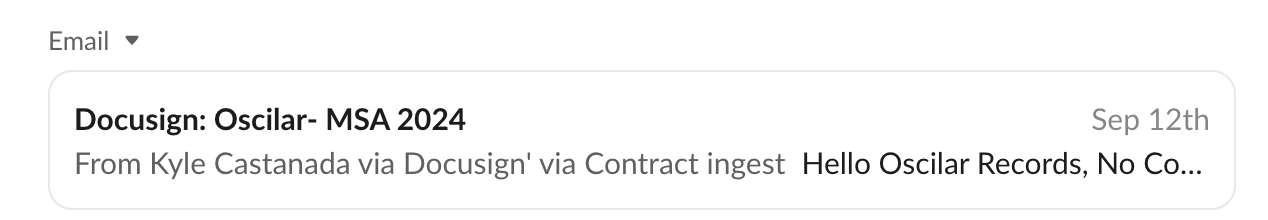 Email
Docusign: Oscilar- MSA 2024 Sep 12th
From Kyle Castanada via Docusign' via Contract ingest Hello Oscilar Records, No Co...